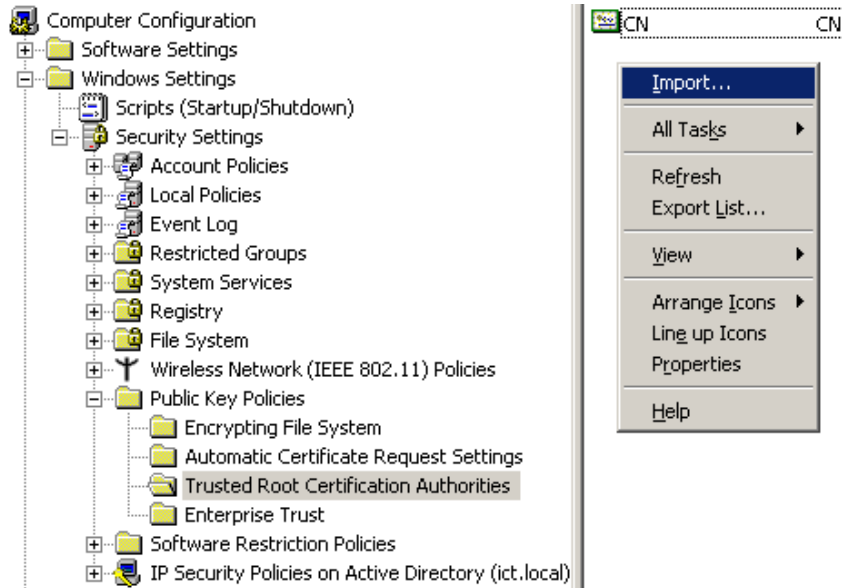 Computer Configuration
Software Settings
Windows Settings
Scripts (Startup/Shutdown)
Security Settings
Account Policies
Local Policies
Event Log
Restricted Groups
System Services
Registry
File System
Wireless Network (IEEE 802.11) Policies
Public Key Policies
Encrypting File System
Automatic Certificate Request Settings
Trusted Root Certification Authorities
Enterprise Trust
Software Restriction Policies
IP Security Policies on Active Directory (ict.local)
CN CN
Import...
All Tasks
Refresh
Export List...
View
Arrange Icons
Line up Icons
Properties
Help